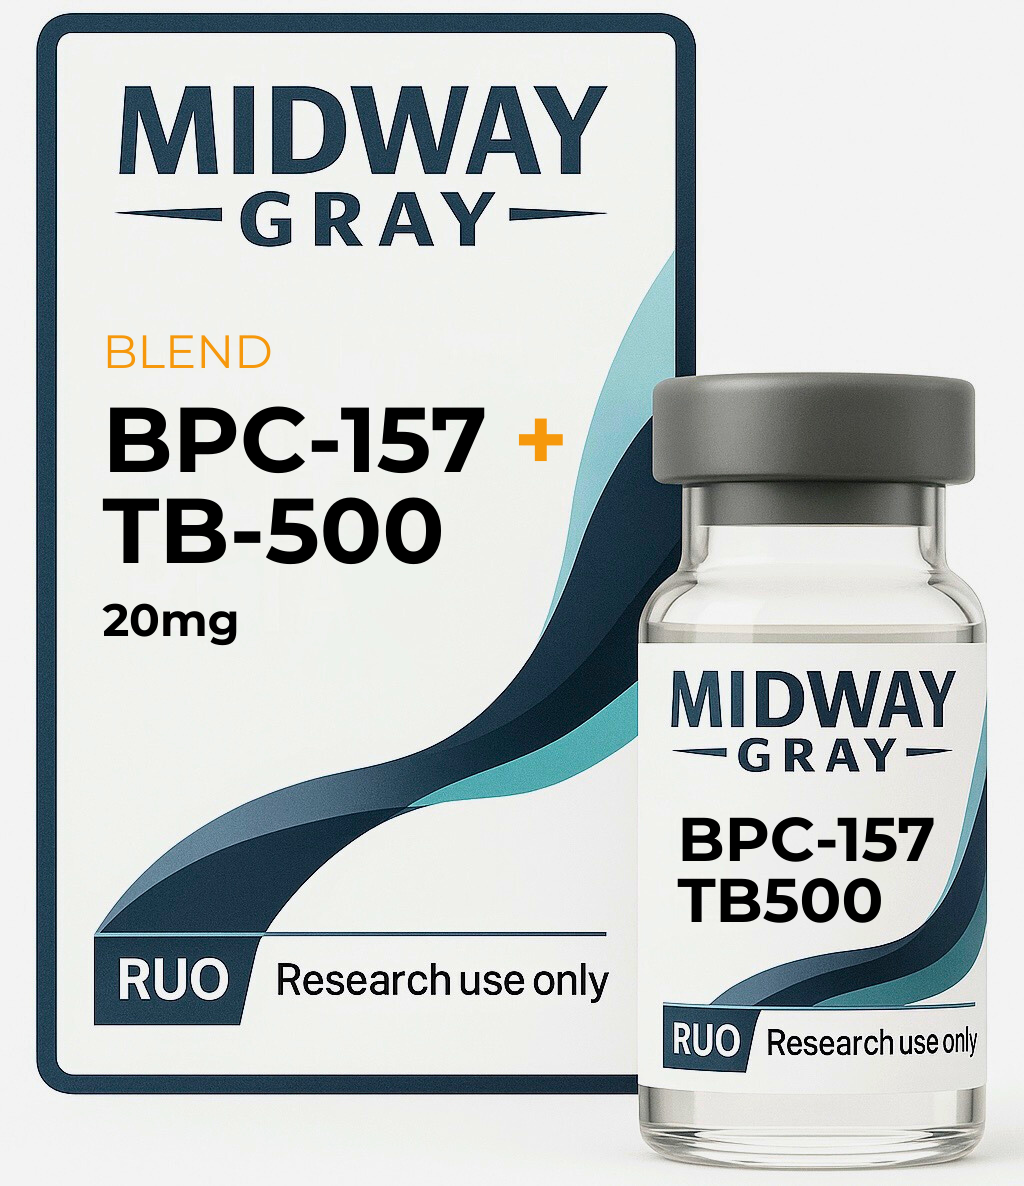 MIDWAY
GRAY
BLEND
BPC-157 +
TB-500
20mg
RUO Research use only
MIDWAY
GRAY
BPC-157
TB500
RUO Research use only